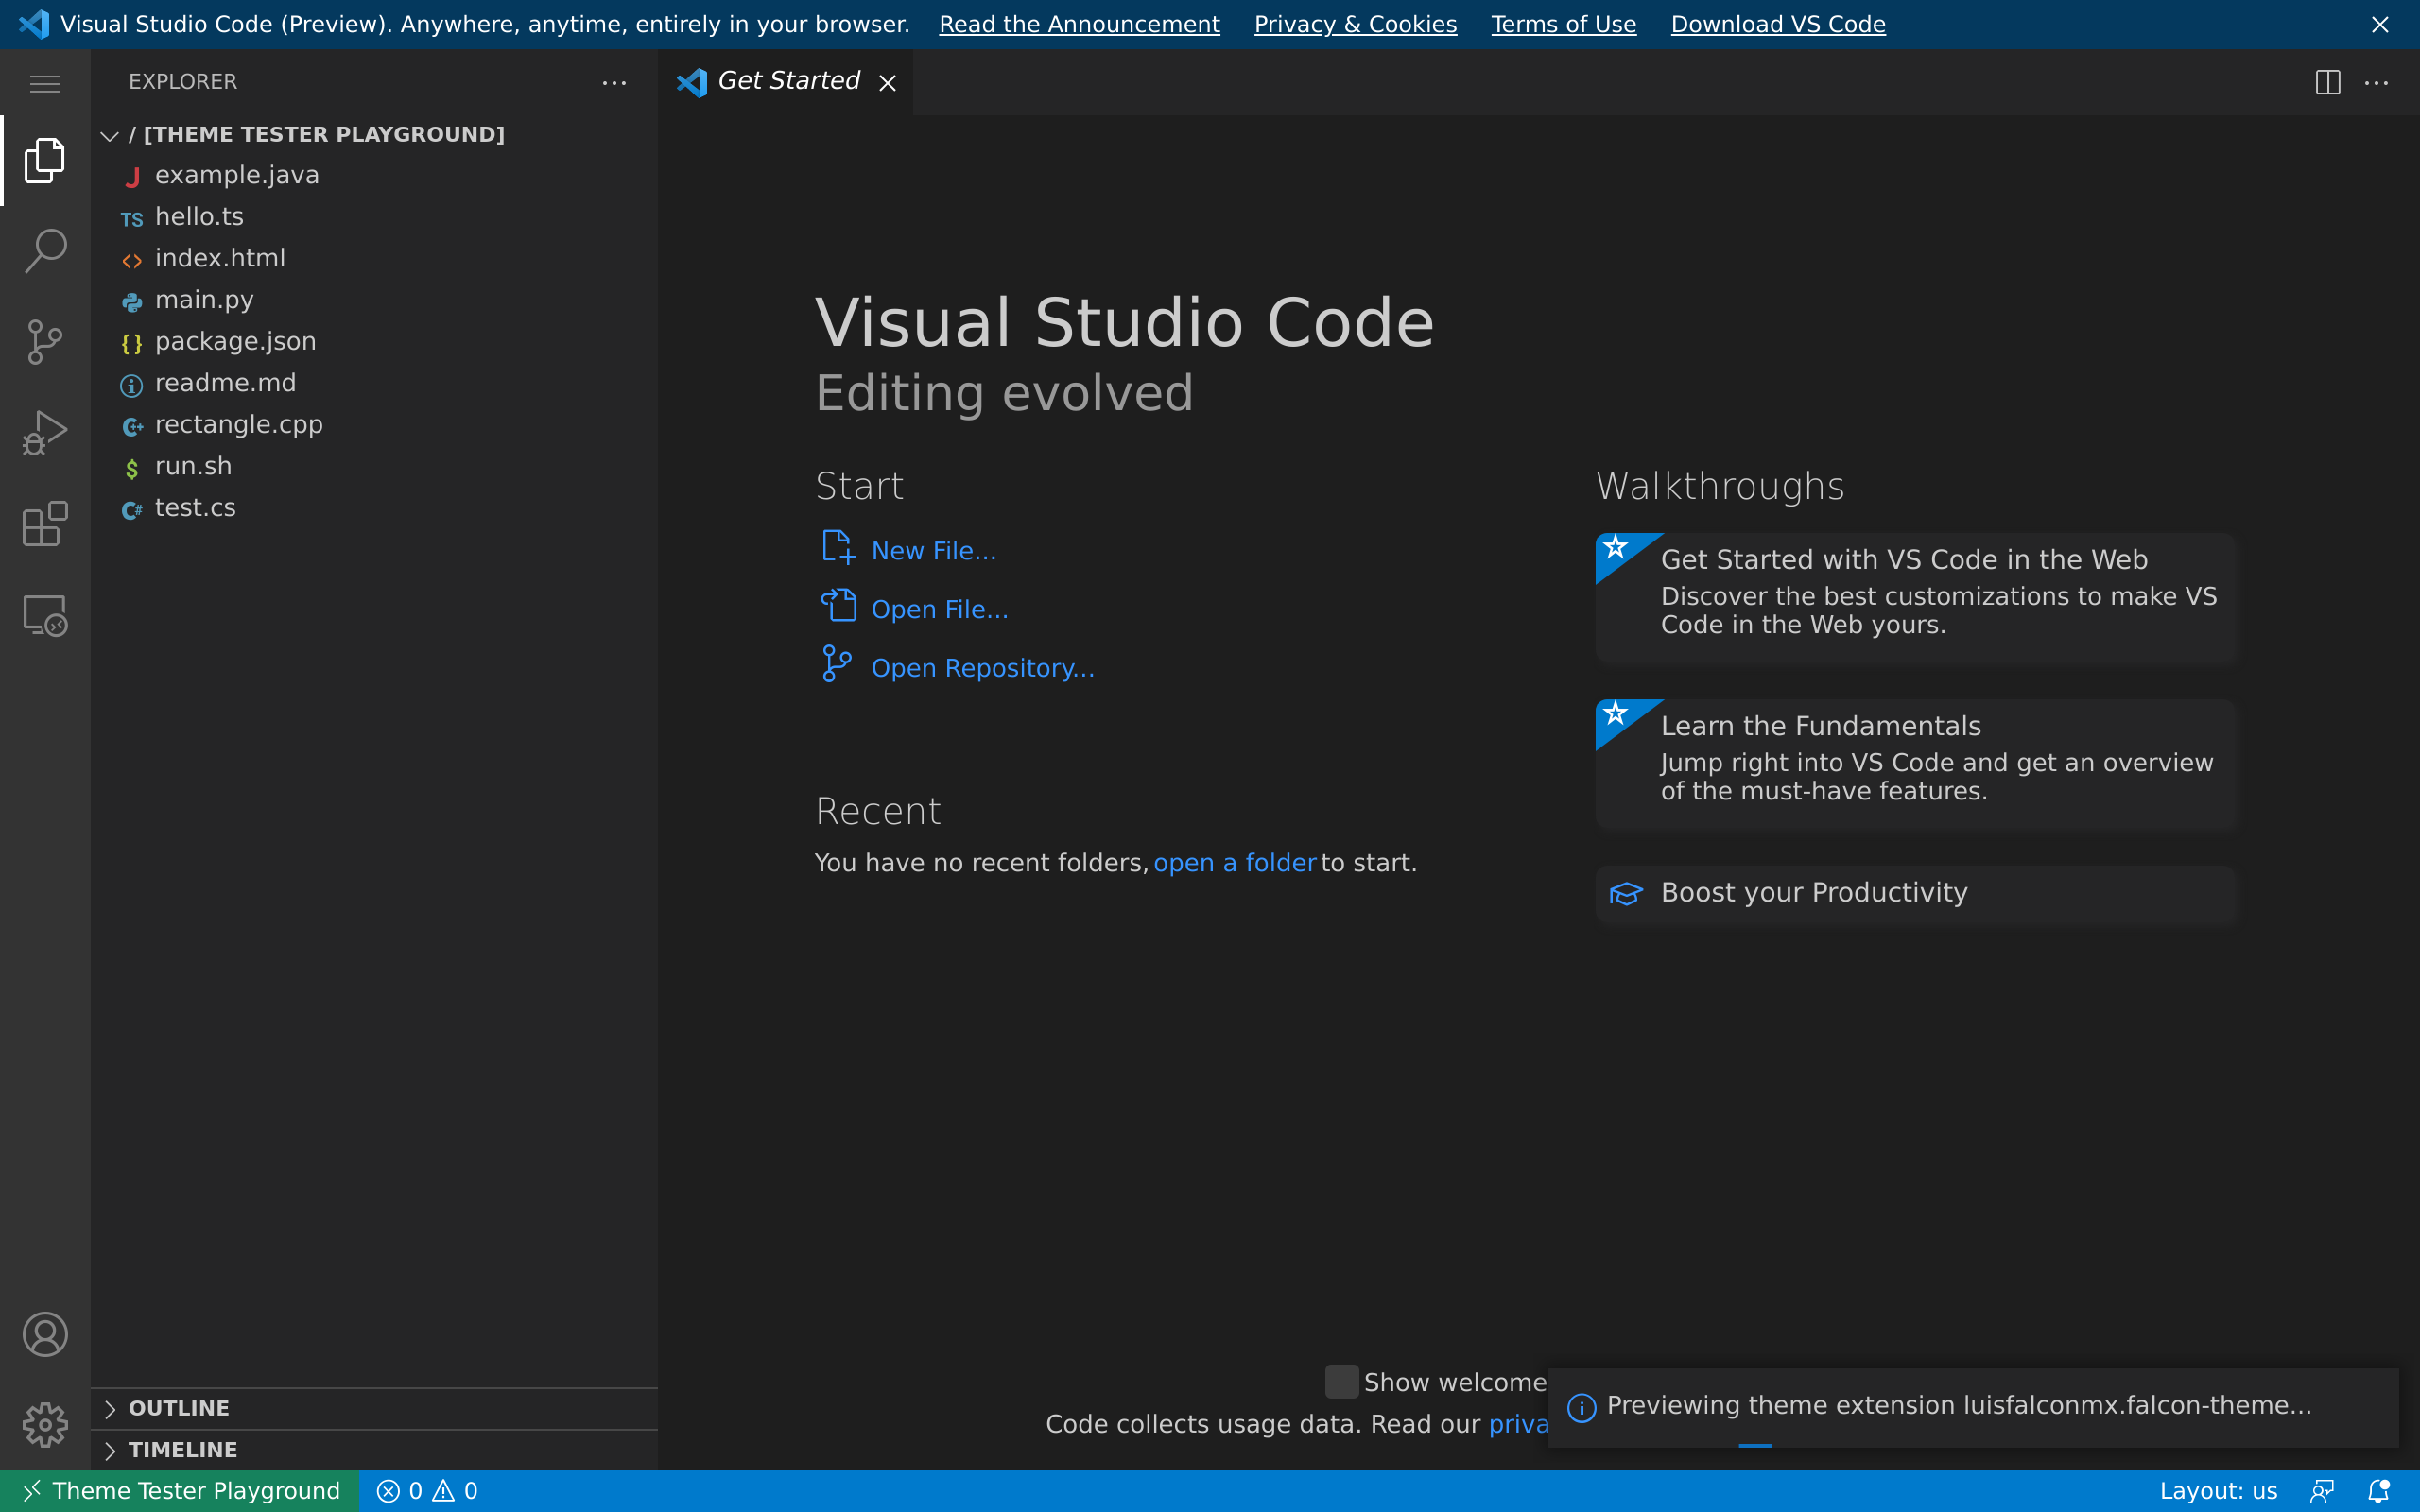 Visual Studio Code (Preview). Anywhere, anytime, entirely in your browser. Read the Announcement Privacy & Cookies Terms of Use Download VS Code
EXPLORER
Get Started
/ [THEME TESTER PLAYGROUND]
example.java
TS hello.ts
index.html
main.py
package.json
readme.md
rectangle.cpp
run.sh
test.cs
Visual Studio Code
Editing evolved
Start
New File...
Open File...
Open Repository...
Recent
You have no recent folders, open a folder to start.
Walkthroughs
Get Started with VS Code in the Web
Discover the best customizations to make VS
Code in the Web yours.
Learn the Fundamentals
Jump right into VS Code and get an overview
of the must-have features.
Boost your Productivity
Show welcome
Code collects usage data. Read our priva
Previewing theme extension luisfalconmx.falcon-theme...
OUTLINE
TIMELINE
Theme Tester Playground 0 0 Layout: us